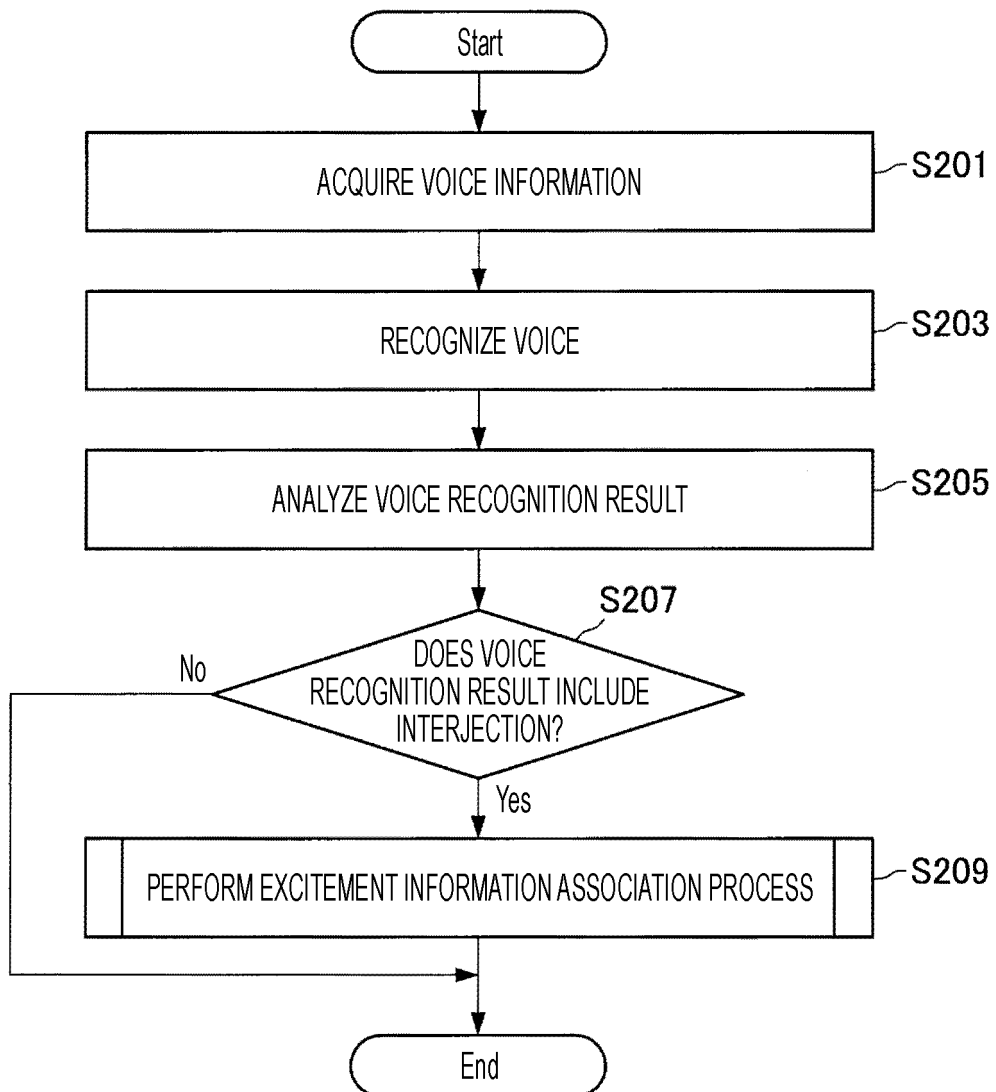 Start
ACQUIRE VOICE INFORMATION
S201
RECOGNIZE VOICE
S203
ANALYZE VOICE RECOGNITION RESULT
S205
S207
DOES VOICE
RECOGNITION RESULT INCLUDE
INTERJECTION?
No
Yes
PERFORM EXCITEMENT INFORMATION ASSOCIATION PROCESS
S209
End